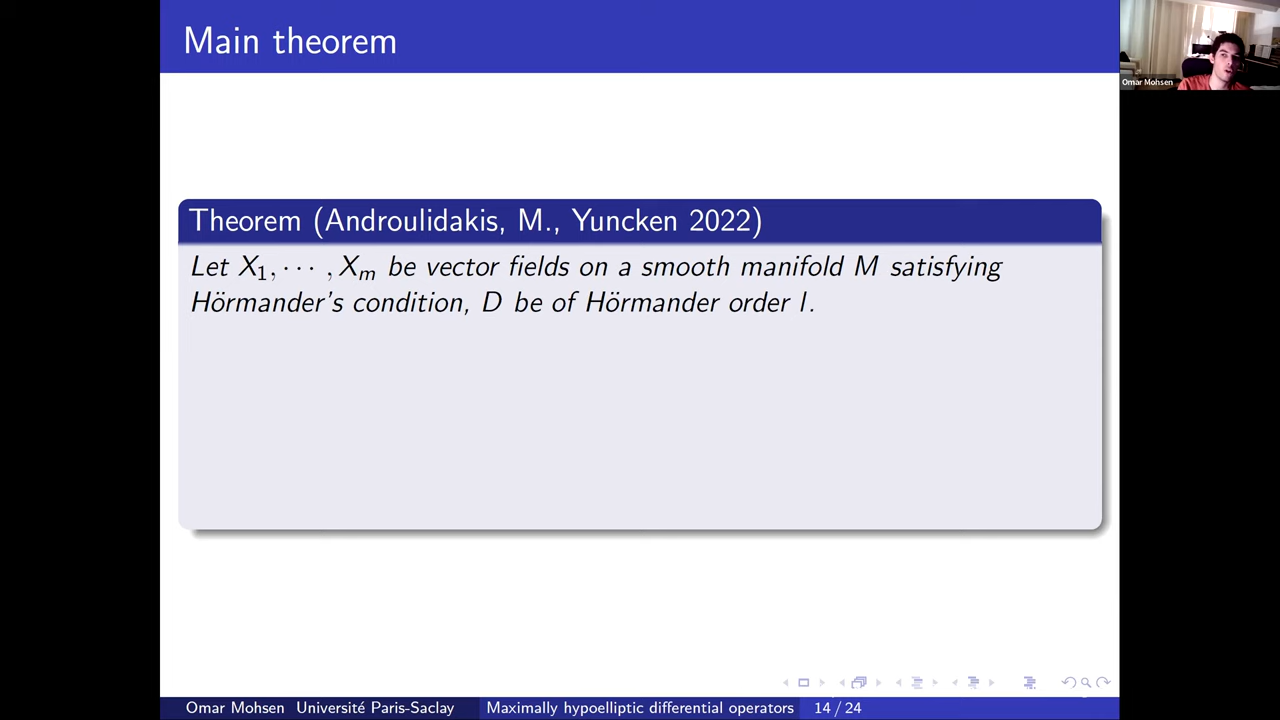 Main theorem
Omar Mohsen
Theorem (Androulidakis, M., Yuncken 2022)
Let X₁, ··· , Xₘ be vector fields on a smooth manifold M satisfying
Hörmander's condition, D be of Hörmander order l.
Omar Mohsen Université Paris-Saclay Maximally hypoelliptic differential operators 14 / 24